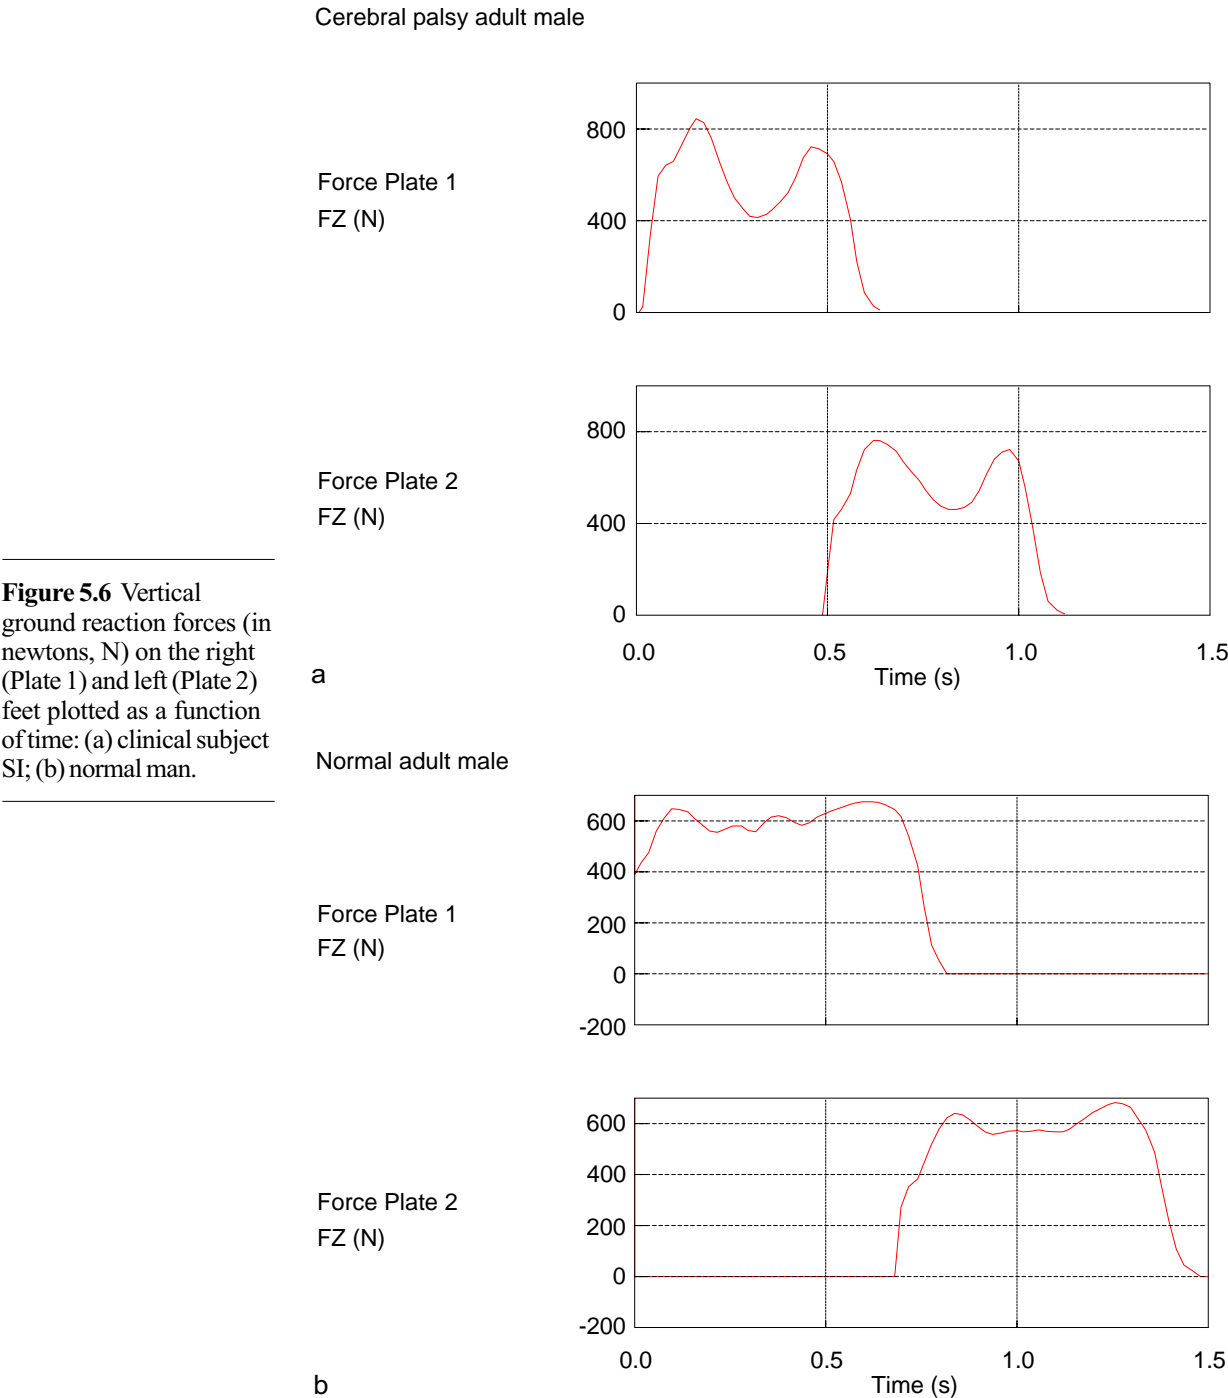 Cerebral palsy adult male
800
Force Plate 1
FZ (N)
400
0
800
Force Plate 2
FZ (N)
400
0
0.0 0.5 1.0 1.5
Time (s)
a
Figure 5.6 Vertical
ground reaction forces (in
newtons, N) on the right
(Plate 1) and left (Plate 2)
feet plotted as a function
of time: (a) clinical subject
SI; (b) normal man.
Normal adult male
600
400
Force Plate 1
FZ (N)
200
0
-200
600
400
Force Plate 2
FZ (N)
200
0
-200
0.0 0.5 1.0 1.5
Time (s)
b